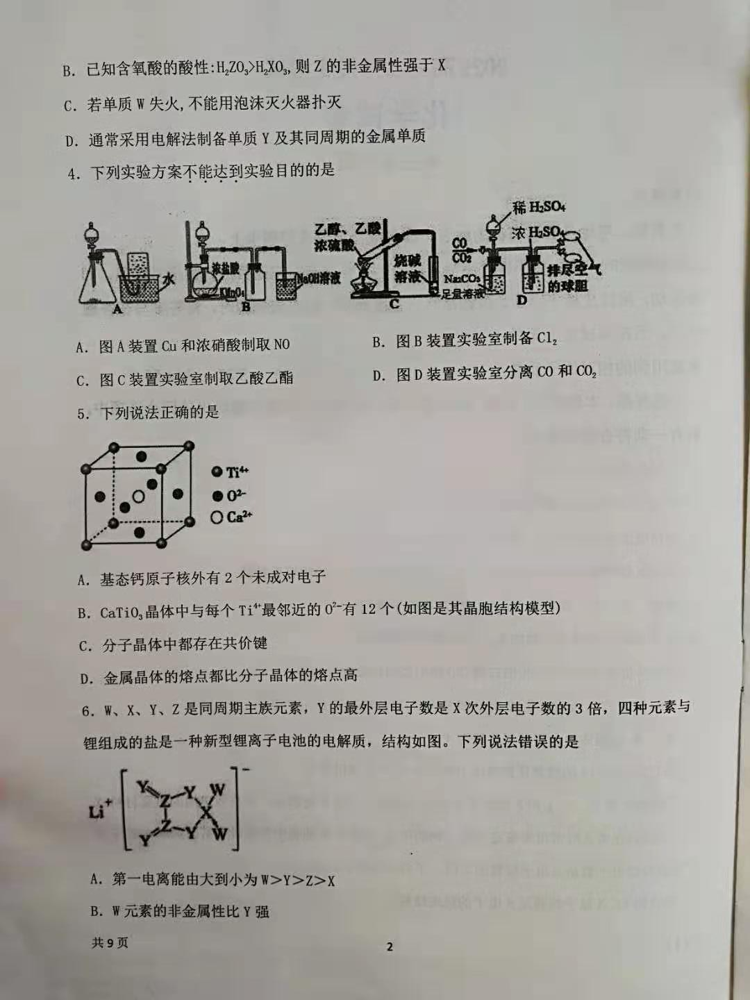 B. 已知含氧酸的酸性:H₂ZO₃>H₂XO₃,则 Z 的非金属性强于 X
C. 若单质 W 失火,不能用泡沫灭火器扑灭
D. 通常采用电解法制备单质 Y 及其同周期的金属单质
4. 下列实验方案不能达到实验目的的是
稀 H₂SO₄
乙醇、乙酸 浓 H₂SO₄
浓硫酸
CO
CO₂
烧碱
溶液
浓盐酸
水
KMnO₄
NaOH溶液
Na₂CO₃
足量溶液
排尽空气
的球胆
A B C D
A. 图 A 装置 Cu 和浓硝酸制取 NO B. 图 B 装置实验室制备 Cl₂
C. 图 C 装置实验室制取乙酸乙酯 D. 图 D 装置实验室分离 CO 和 CO₂
5. 下列说法正确的是
Ti⁴⁺
O²⁻
Ca²⁺
A. 基态钙原子核外有 2 个未成对电子
B. CaTiO₃晶体中与每个 Ti⁴⁺最邻近的 O²⁻有 12 个(如图是其晶胞结构模型)
C. 分子晶体中都存在共价键
D. 金属晶体的熔点都比分子晶体的熔点高
6. W、X、Y、Z 是同周期主族元素，Y 的最外层电子数是 X 次外层电子数的 3 倍，四种元素与
锂组成的盐是一种新型锂离子电池的电解质，结构如图。下列说法错误的是
Y Y W
Z
Li⁺ X
Z
Y Y W
−
A. 第一电离能由大到小为 W>Y>Z>X
B. W 元素的非金属性比 Y 强
共 9 页
2